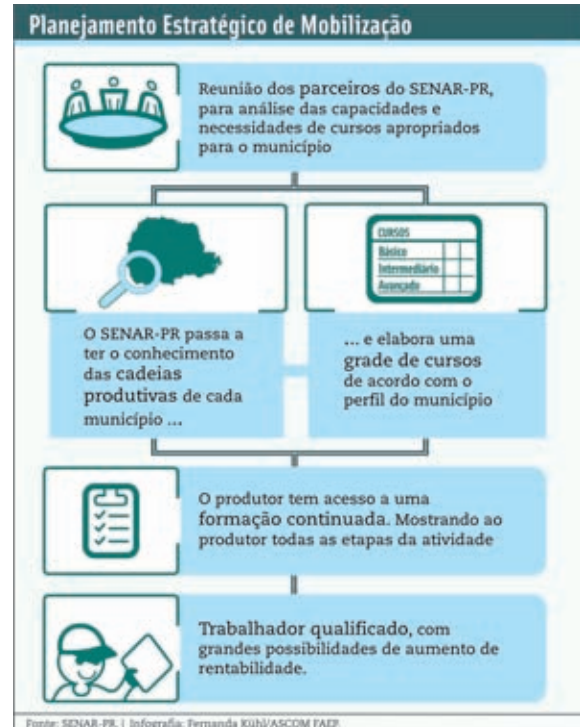 Planejamento Estratégico de Mobilização
Reunião dos parceiros do SENAR-PR,
para análise das capacidades e
necessidades de cursos apropriados
para o município
CURSOS
Básico
Intermediário
Avançado
O SENAR-PR passa a
ter o conhecimento
das cadeias
produtivas de cada
município ...
... e elabora uma
grade de cursos
de acordo com o
perfil do município
O produtor tem acesso a uma
formação continuada. Mostrando ao
produtor todas as etapas da atividade
Trabalhador qualificado, com
grandes possibilidades de aumento de
rentabilidade.
Fonte: SENAR-PR. | Infografia: Fernanda Kühl/ASCOM FAEP.